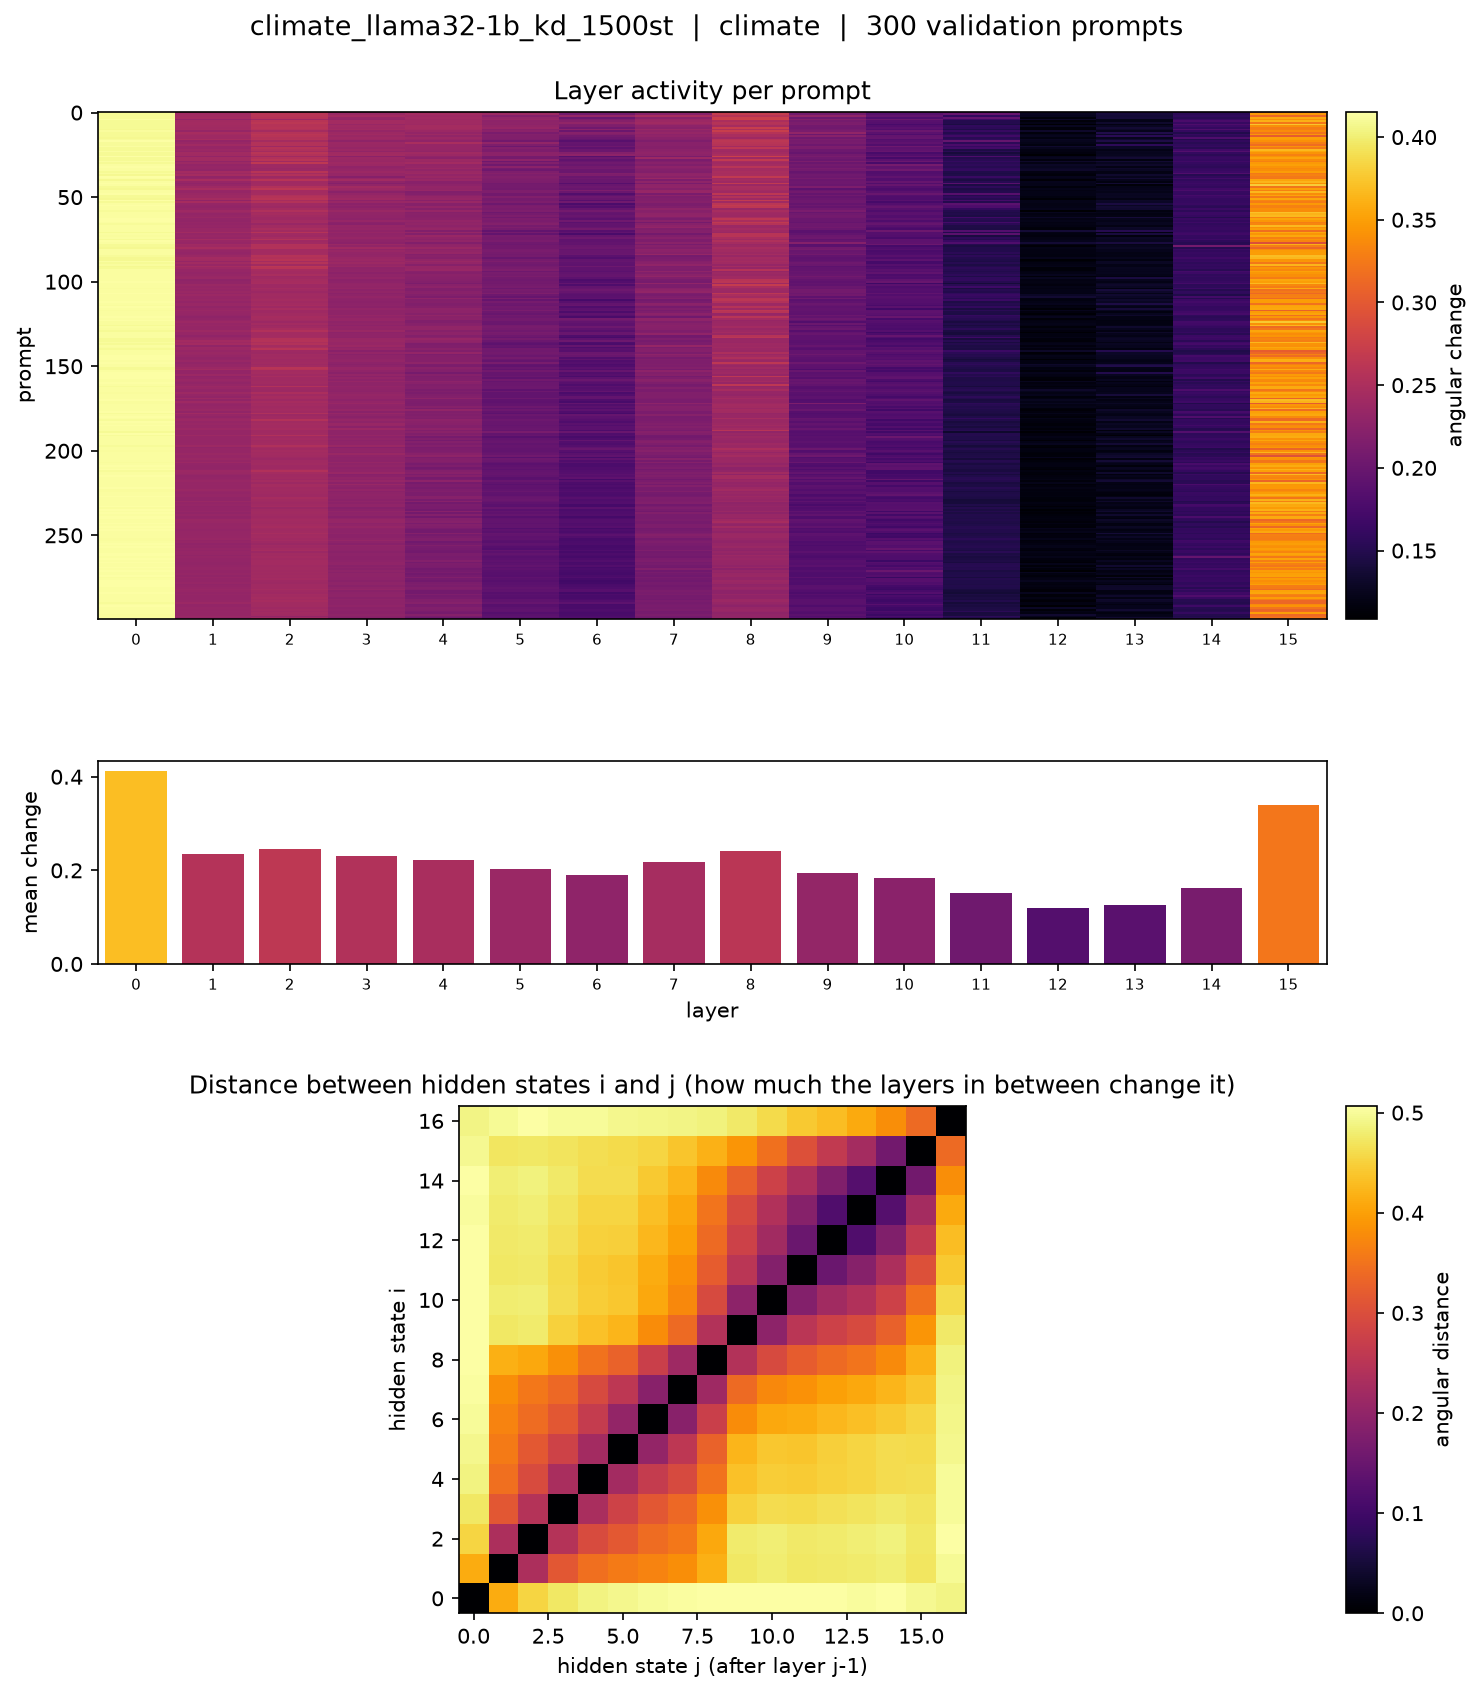 climate_llama32-1b_kd_1500st  |  climate  |  300 validation prompts
Layer activity per prompt
prompt
0
50
100
150
200
250
0 1 2 3 4 5 6 7 8 9 10 11 12 13 14 15
0.40
0.35
0.30
0.25
0.20
0.15
angular change
mean change
0.4
0.2
0.0
0 1 2 3 4 5 6 7 8 9 10 11 12 13 14 15
layer
Distance between hidden states i and j (how much the layers in between change it)
hidden state i
16
14
12
10
8
6
4
2
0
0.0 2.5 5.0 7.5 10.0 12.5 15.0
hidden state j (after layer j-1)
0.5
0.4
0.3
0.2
0.1
0.0
angular distance